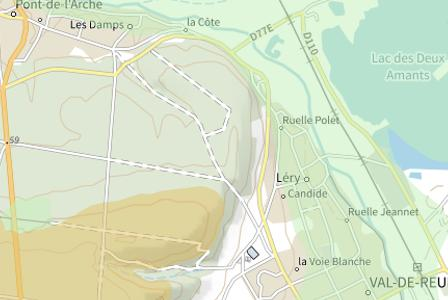 Pont-de-l'Arche
Les Damps
la Côte
D77E
D110
Lac des Deux
Amants
59
Ruelle Polet
Léry
Candide
Ruelle Jeannet
la Voie Blanche
VAL-DE-REU